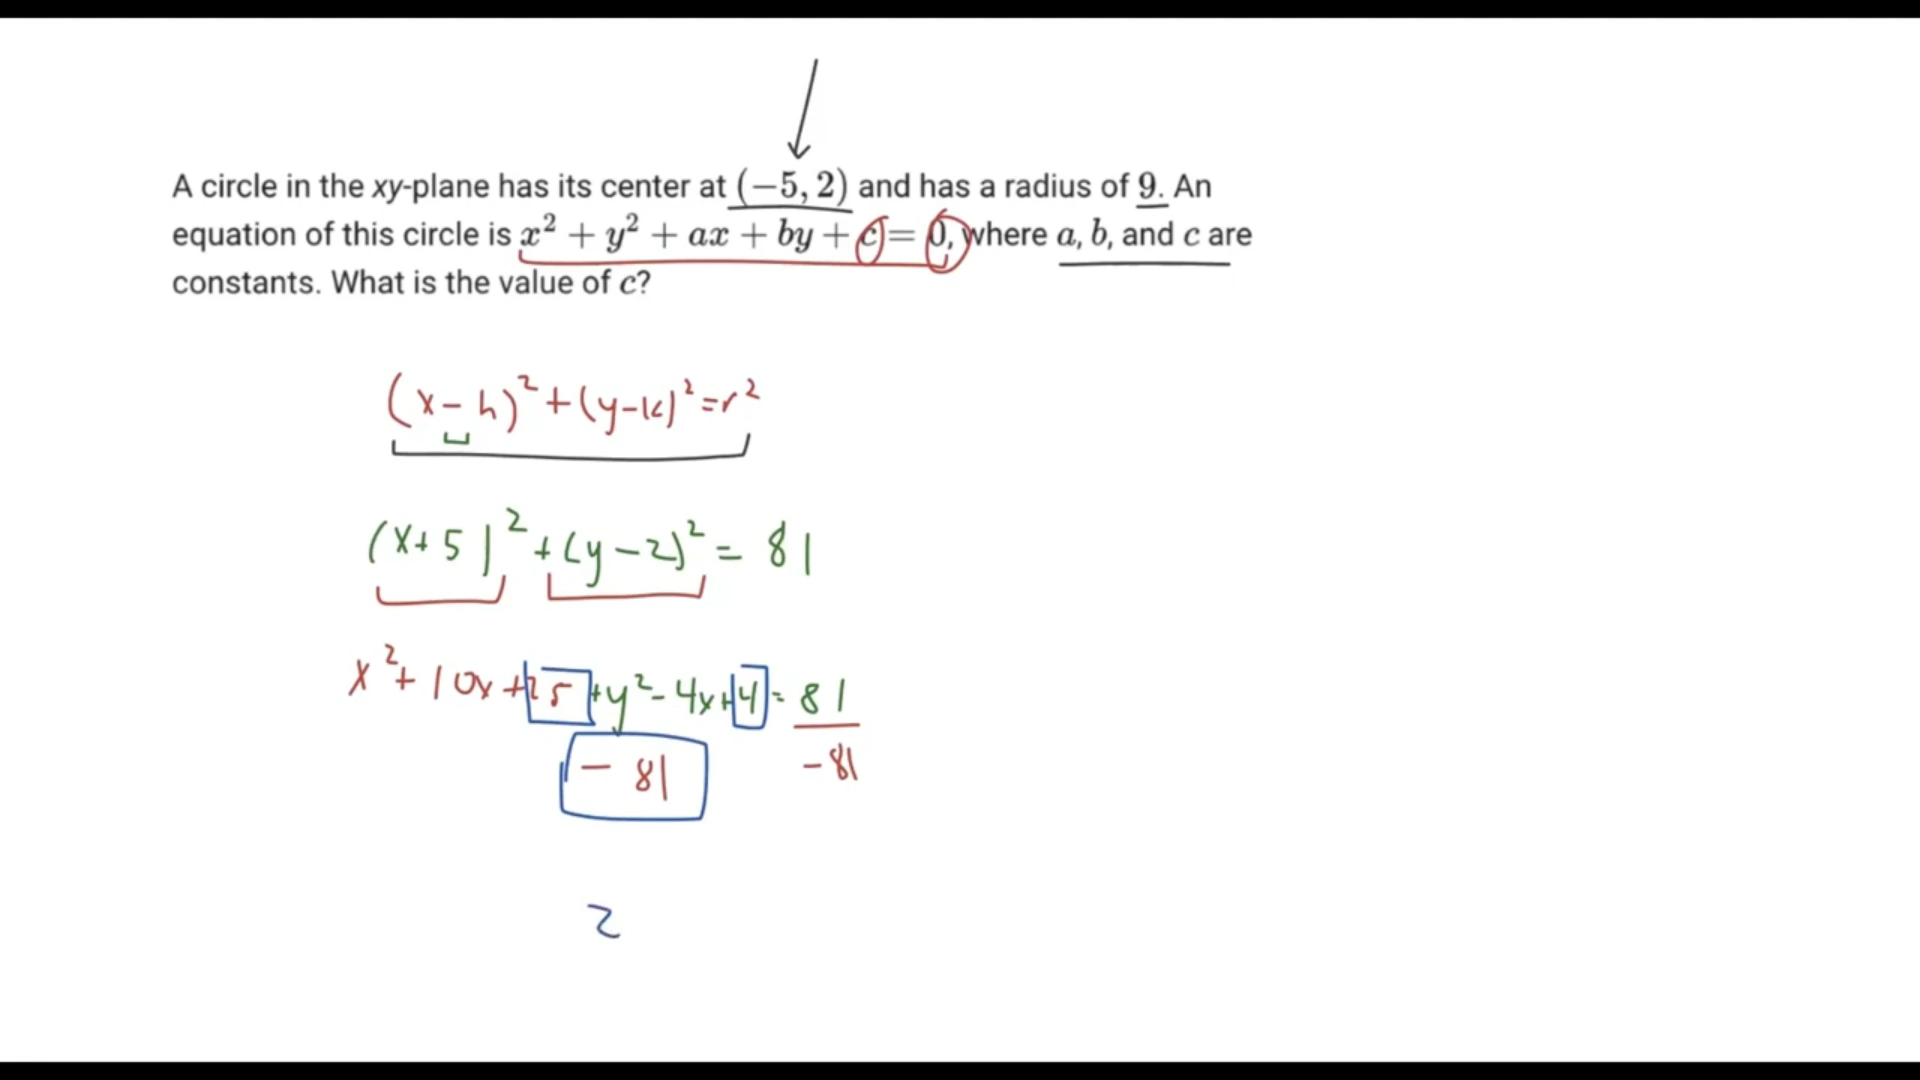 A circle in the xy-plane has its center at (−5, 2) and has a radius of 9. An
equation of this circle is x² + y² + ax + by + c = 0, where a, b, and c are
constants. What is the value of c?
(x − h)² + (y − k)² = r²
(x + 5)² + (y − 2)² = 81
x² + 10x + 25 + y² − 4x + 4 = 81
− 81 − 81
2